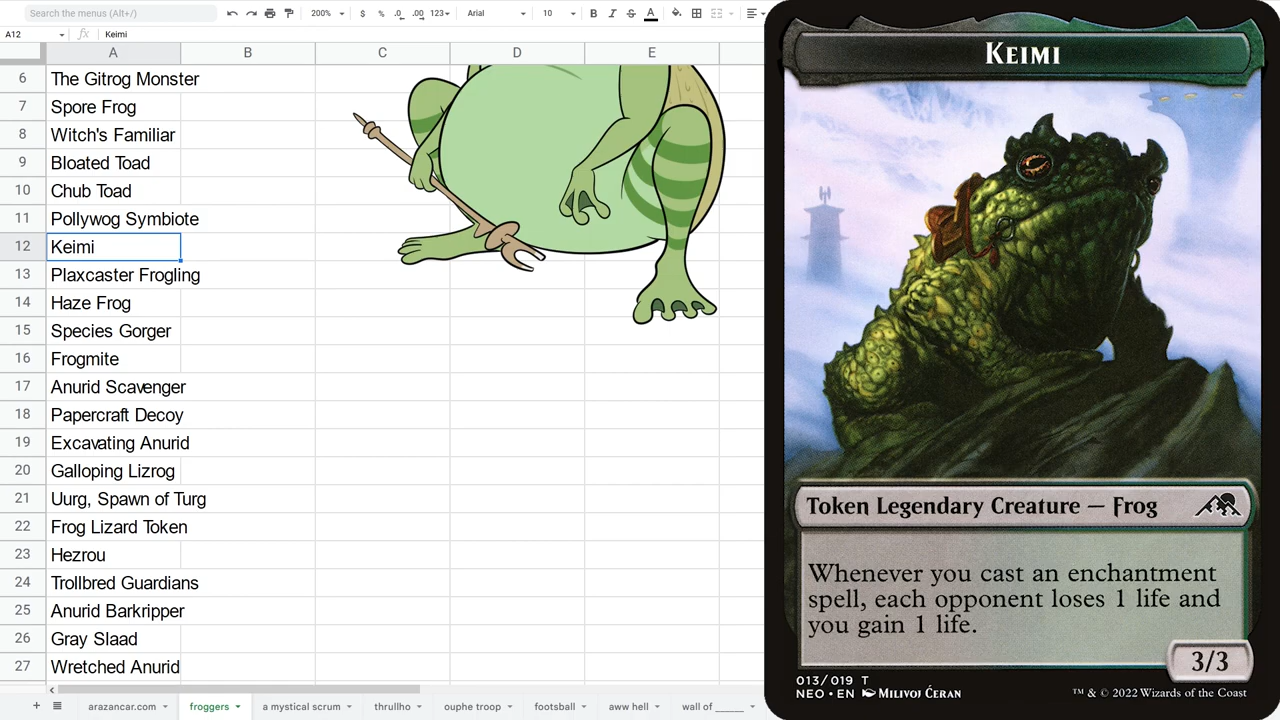 Search the menus (Alt+/)
200%
$ % .0 .00 123
Arial
10
B I S A
A12
fx
Keimi
A B C D E
6 The Gitrog Monster
7 Spore Frog
8 Witch's Familiar
9 Bloated Toad
10 Chub Toad
11 Pollywog Symbiote
12 Keimi
13 Plaxcaster Frogling
14 Haze Frog
15 Species Gorger
16 Frogmite
17 Anurid Scavenger
18 Papercraft Decoy
19 Excavating Anurid
20 Galloping Lizrog
21 Uurg, Spawn of Turg
22 Frog Lizard Token
23 Hezrou
24 Trollbred Guardians
25 Anurid Barkripper
26 Gray Slaad
27 Wretched Anurid
arazancar.com froggers a mystical scrum thrullho ouphe troop footsball aww hell wall of ______
Keimi
Token Legendary Creature — Frog
Whenever you cast an enchantment
spell, each opponent loses 1 life and
you gain 1 life.
3/3
013/019 T
NEO • EN Milivoj Ćeran
™ & © 2022 Wizards of the Coast